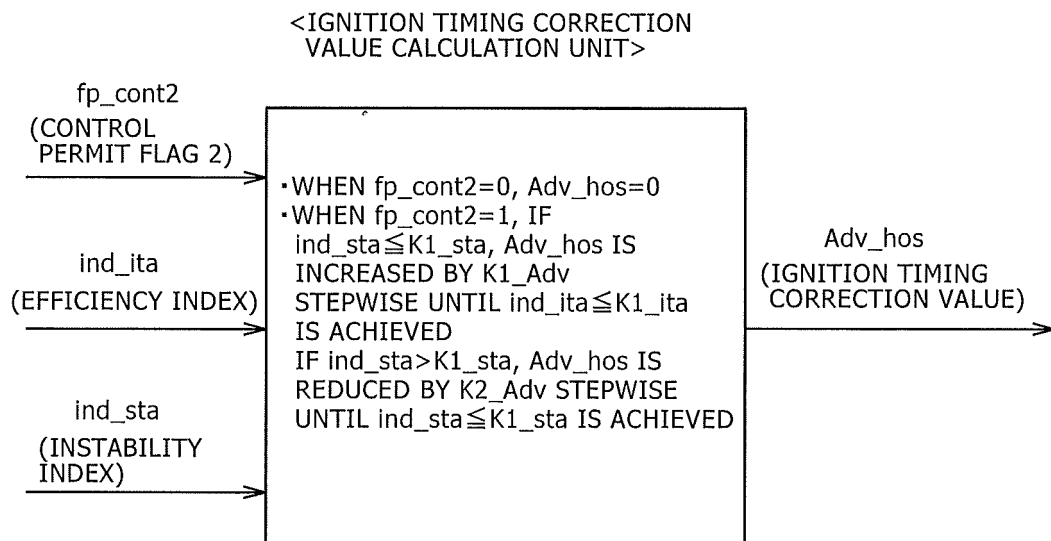 <IGNITION TIMING CORRECTION
VALUE CALCULATION UNIT>
fp_cont2
(CONTROL
PERMIT FLAG 2)
ind_ita
(EFFICIENCY INDEX)
ind_sta
(INSTABILITY
INDEX)
・WHEN fp_cont2=0, Adv_hos=0
・WHEN fp_cont2=1, IF
ind_sta≦K1_sta, Adv_hos IS
INCREASED BY K1_Adv
STEPWISE UNTIL ind_ita≦K1_ita
IS ACHIEVED
IF ind_sta>K1_sta, Adv_hos IS
REDUCED BY K2_Adv STEPWISE
UNTIL ind_sta≦K1_sta IS ACHIEVED
Adv_hos
(IGNITION TIMING
CORRECTION VALUE)